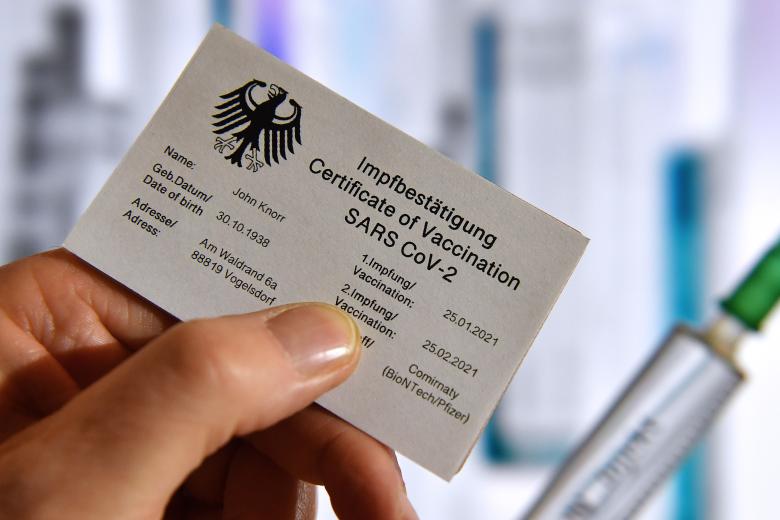 Impfbestätigung
Certificate of Vaccination
SARS CoV-2
Name:
John Knorr
Geb.Datum/
Date of birth
30.10.1938
Adresse/
Adress:
Am Waldrand 6a
88819 Vogelsdorf
1.Impfung/
Vaccination:
25.01.2021
2.Impfung/
Vaccination:
25.02.2021
Comirnaty
(BioNTech/Pfizer)